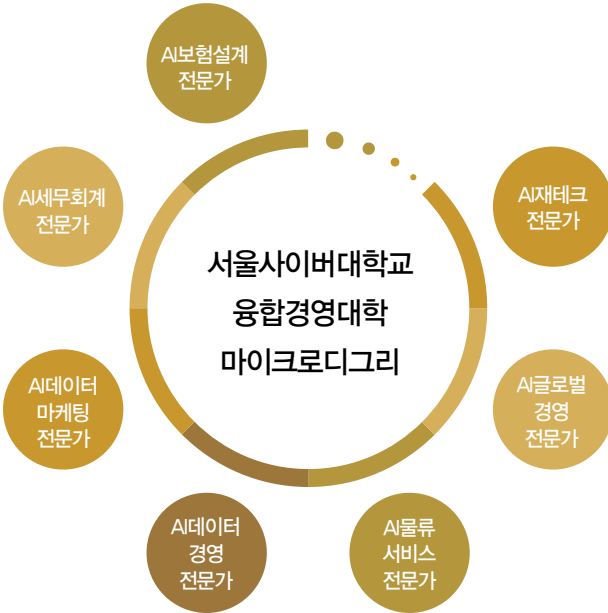 AI보험설계
전문가
AI세무회계
전문가
AI재테크
전문가
서울사이버대학교
융합경영대학
마이크로디그리
AI데이터
마케팅
전문가
AI글로벌
경영
전문가
AI데이터
경영
전문가
AI물류
서비스
전문가